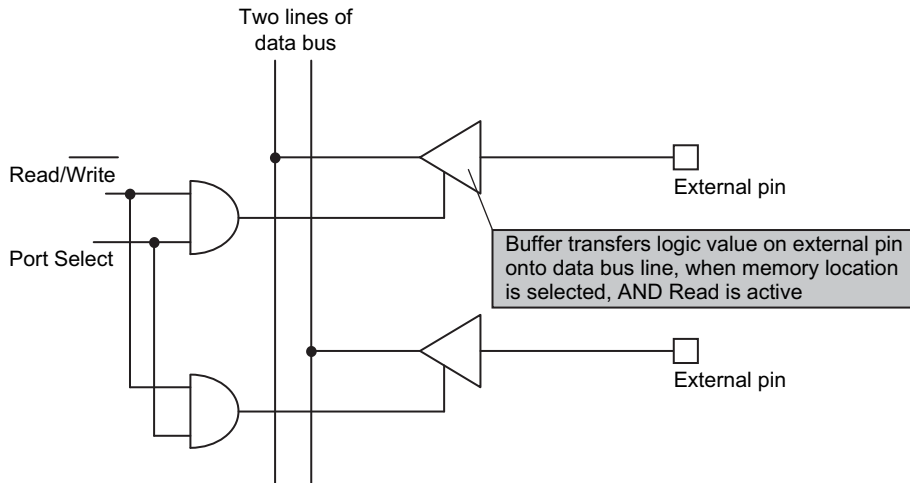 Two lines of
data bus
Read/Write
External pin
Port Select
Buffer transfers logic value on external pin
onto data bus line, when memory location
is selected, AND Read is active
External pin